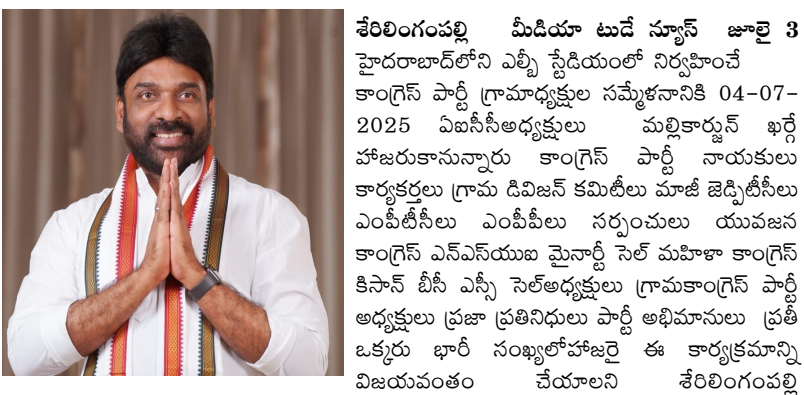 శేరిలింగంపల్లి మీడియా టుడే న్యూస్ జూలై 3
హైదరాబాద్‌లోని ఎల్బీ స్టేడియంలో నిర్వహించే
కాంగ్రెస్ పార్టీ గ్రామాధ్యక్షుల సమ్మేళనానికి 04-07-
2025 ఏఐసీసీఅధ్యక్షులు మల్లికార్జున్ ఖర్గే
హాజరుకానున్నారు కాంగ్రెస్ పార్టీ నాయకులు
కార్యకర్తలు గ్రామ డివిజన్ కమిటీలు మాజీ జెడ్పిటీసీలు
ఎంపీటీసీలు ఎంపీపీలు సర్పంచులు యువజన
కాంగ్రెస్ ఎన్ఎస్‌యుఐ మైనార్టీ సెల్ మహిళా కాంగ్రెస్
కిసాన్ బీసీ ఎస్సీ సెల్‌అధ్యక్షులు గ్రామకాంగ్రెస్ పార్టీ
అధ్యక్షులు ప్రజా ప్రతినిధులు పార్టీ అభిమానులు ప్రతీ
ఒక్కరు భారీ సంఖ్యలోహాజరై ఈ కార్యక్రమాన్ని
విజయవంతం చేయాలని శేరిలింగంపల్లి